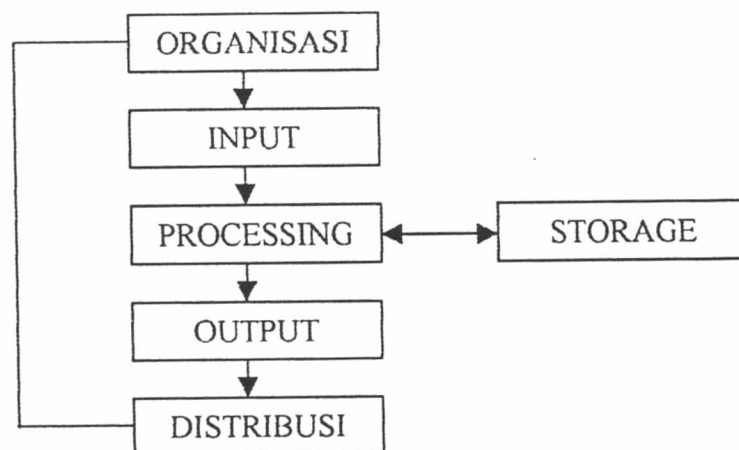 ORGANISASI
INPUT
PROCESSING
STORAGE
OUTPUT
DISTRIBUSI